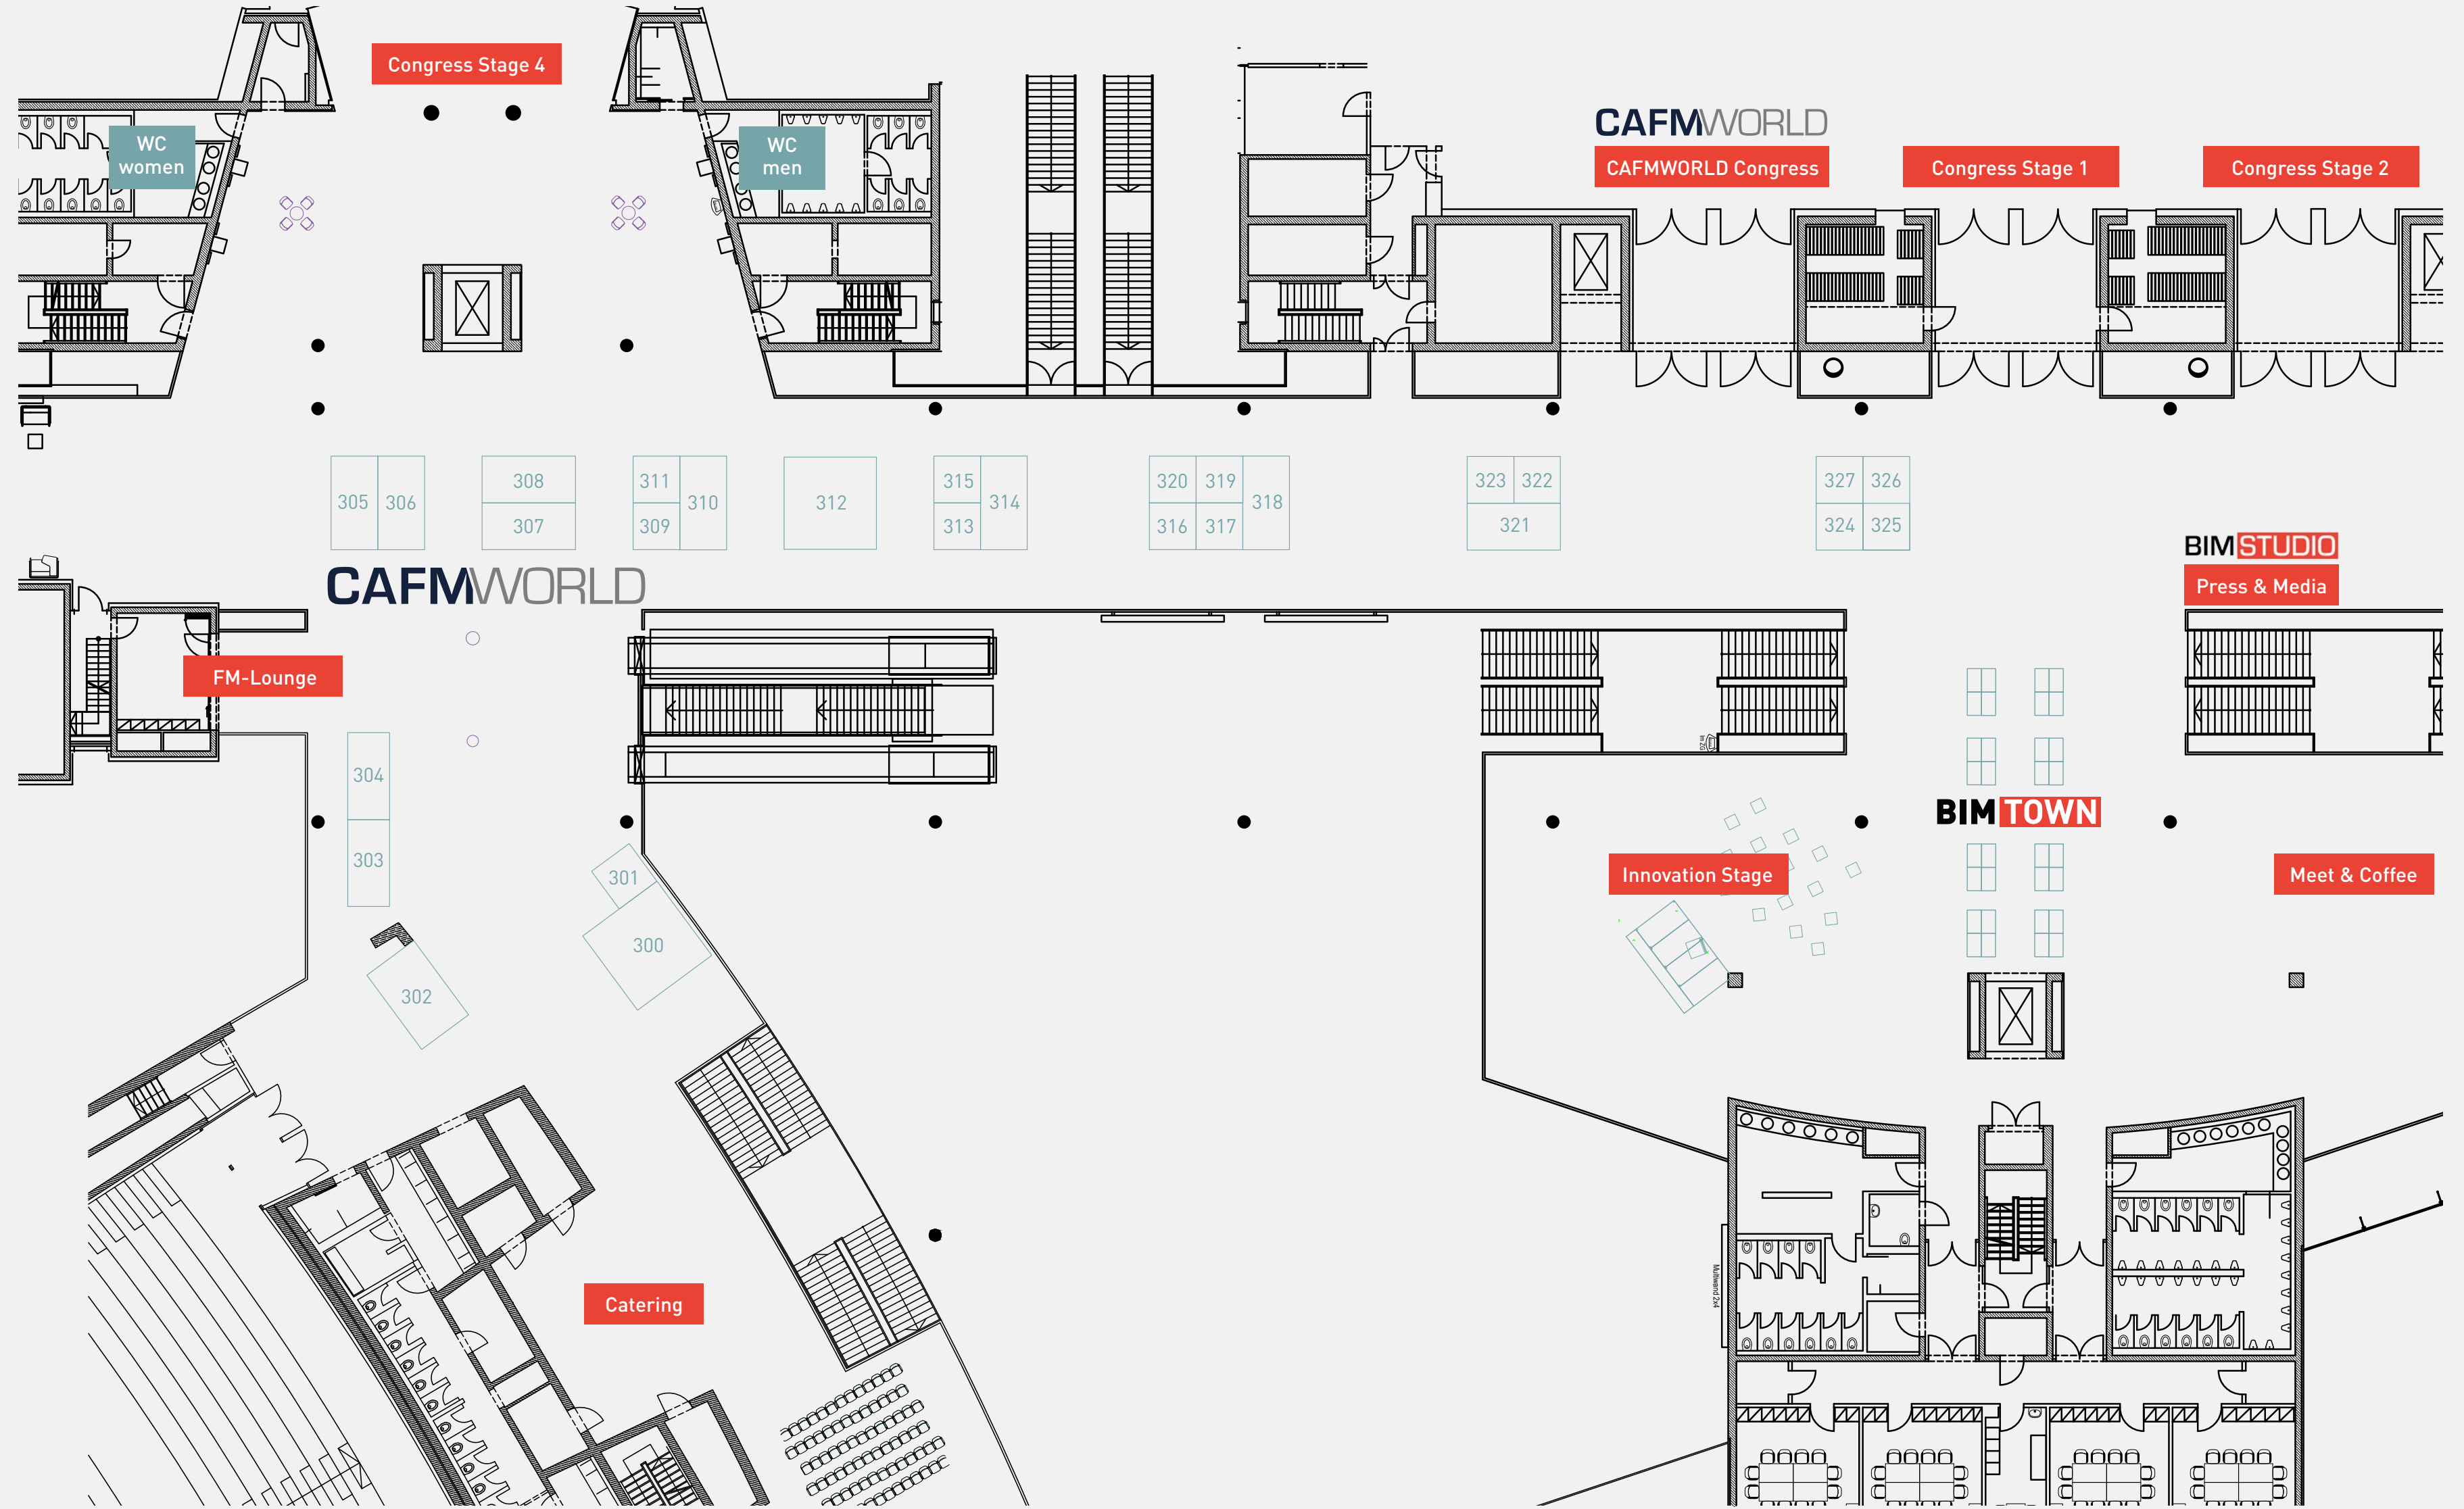 Congress Stage 4
CAFMWORLD
WC
women
WC
men
CAFMWORLD Congress
Congress Stage 1
Congress Stage 2
305
306
308
307
311
309
310
312
315
313
314
320
319
316
317
318
323
322
321
327
326
324
325
BIMSTUDIO
Press & Media
CAFMWORLD
FM-Lounge
304
303
BIMTOWN
301
300
302
Innovation Stage
Meet & Coffee
Catering
Multiwand 2x4